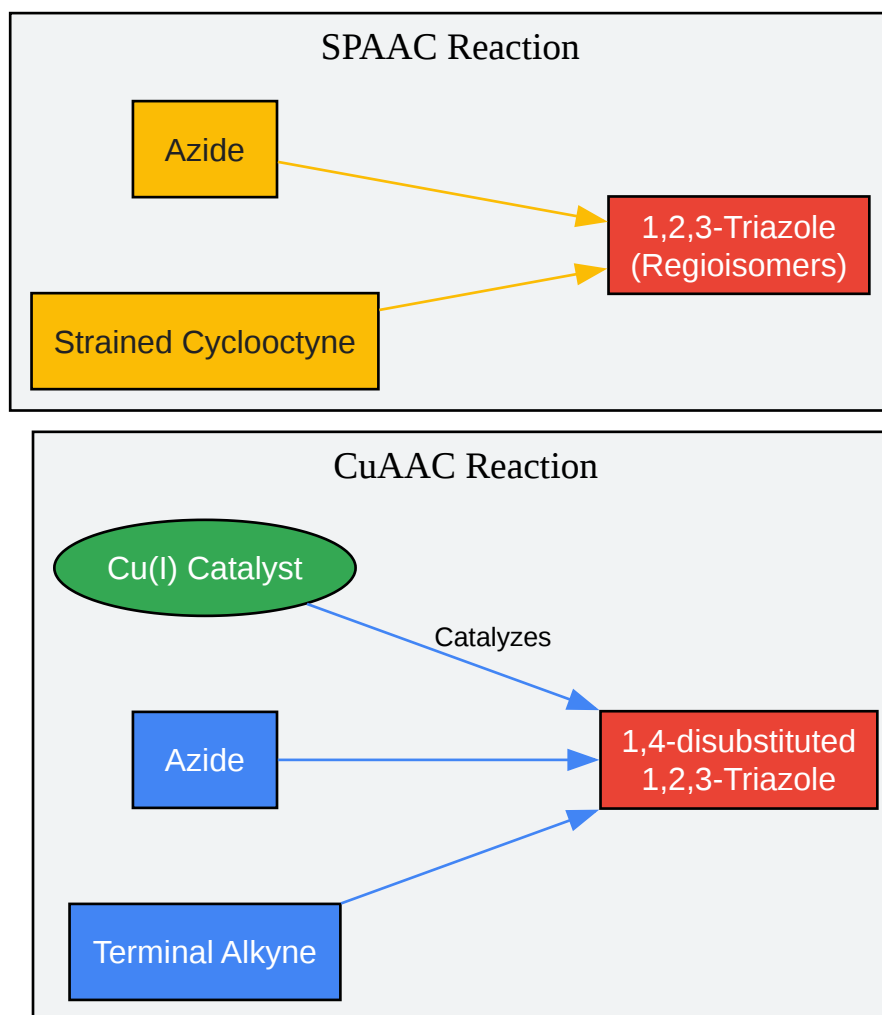 SPAAC Reaction
Azide
1,2,3-Triazole
(Regioisomers)
Strained Cyclooctyne
CuAAC Reaction
Cu(I) Catalyst
Catalyzes
Azide
1,4-disubstituted
1,2,3-Triazole
Terminal Alkyne